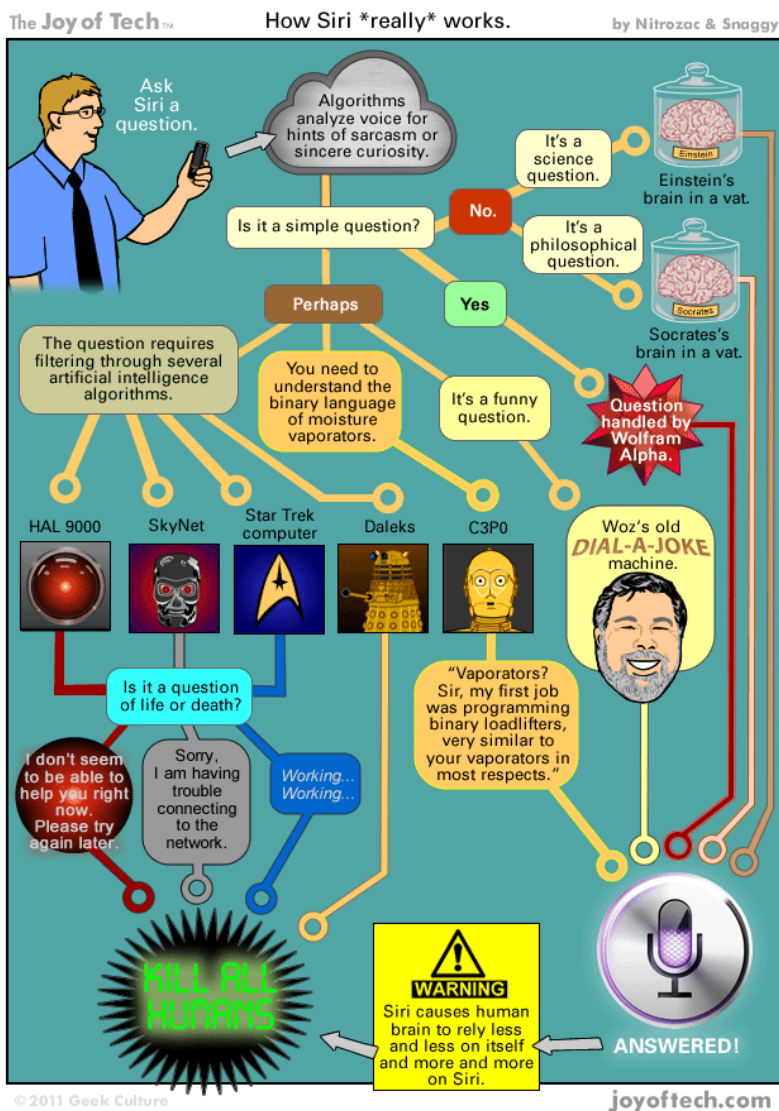 The Joy of Tech™
How Siri *really* works.
by Nitrozac & Snaggy
Ask
Siri a
question.
Algorithms
analyze voice for
hints of sarcasm or
sincere curiosity.
It's a
science
question.
Einstein
Einstein's
brain in a vat.
Is it a simple question?
No.
It's a
philosophical
question.
Socrates
Socrates's
brain in a vat.
Perhaps
Yes
The question requires
filtering through several
artificial intelligence
algorithms.
You need to
understand the
binary language
of moisture
vaporators.
It's a funny
question.
Question
handled by
Wolfram
Alpha.
HAL 9000
SkyNet
Star Trek
computer
Daleks
C3P0
Woz's old
DIAL-A-JOKE
machine.
Is it a question
of life or death?
"Vaporators?
Sir, my first job
was programming
binary loadlifters,
very similar to
your vaporators in
most respects."
I don't seem
to be able to
help you right
now.
Please try
again later.
Sorry,
I am having
trouble
connecting
to the
network.
Working...
Working...
KILL ALL
HUMANS
WARNING
Siri causes human
brain to rely less
and less on itself
and more and more
on Siri.
ANSWERED!
© 2011 Geek Culture
joyoftech.com